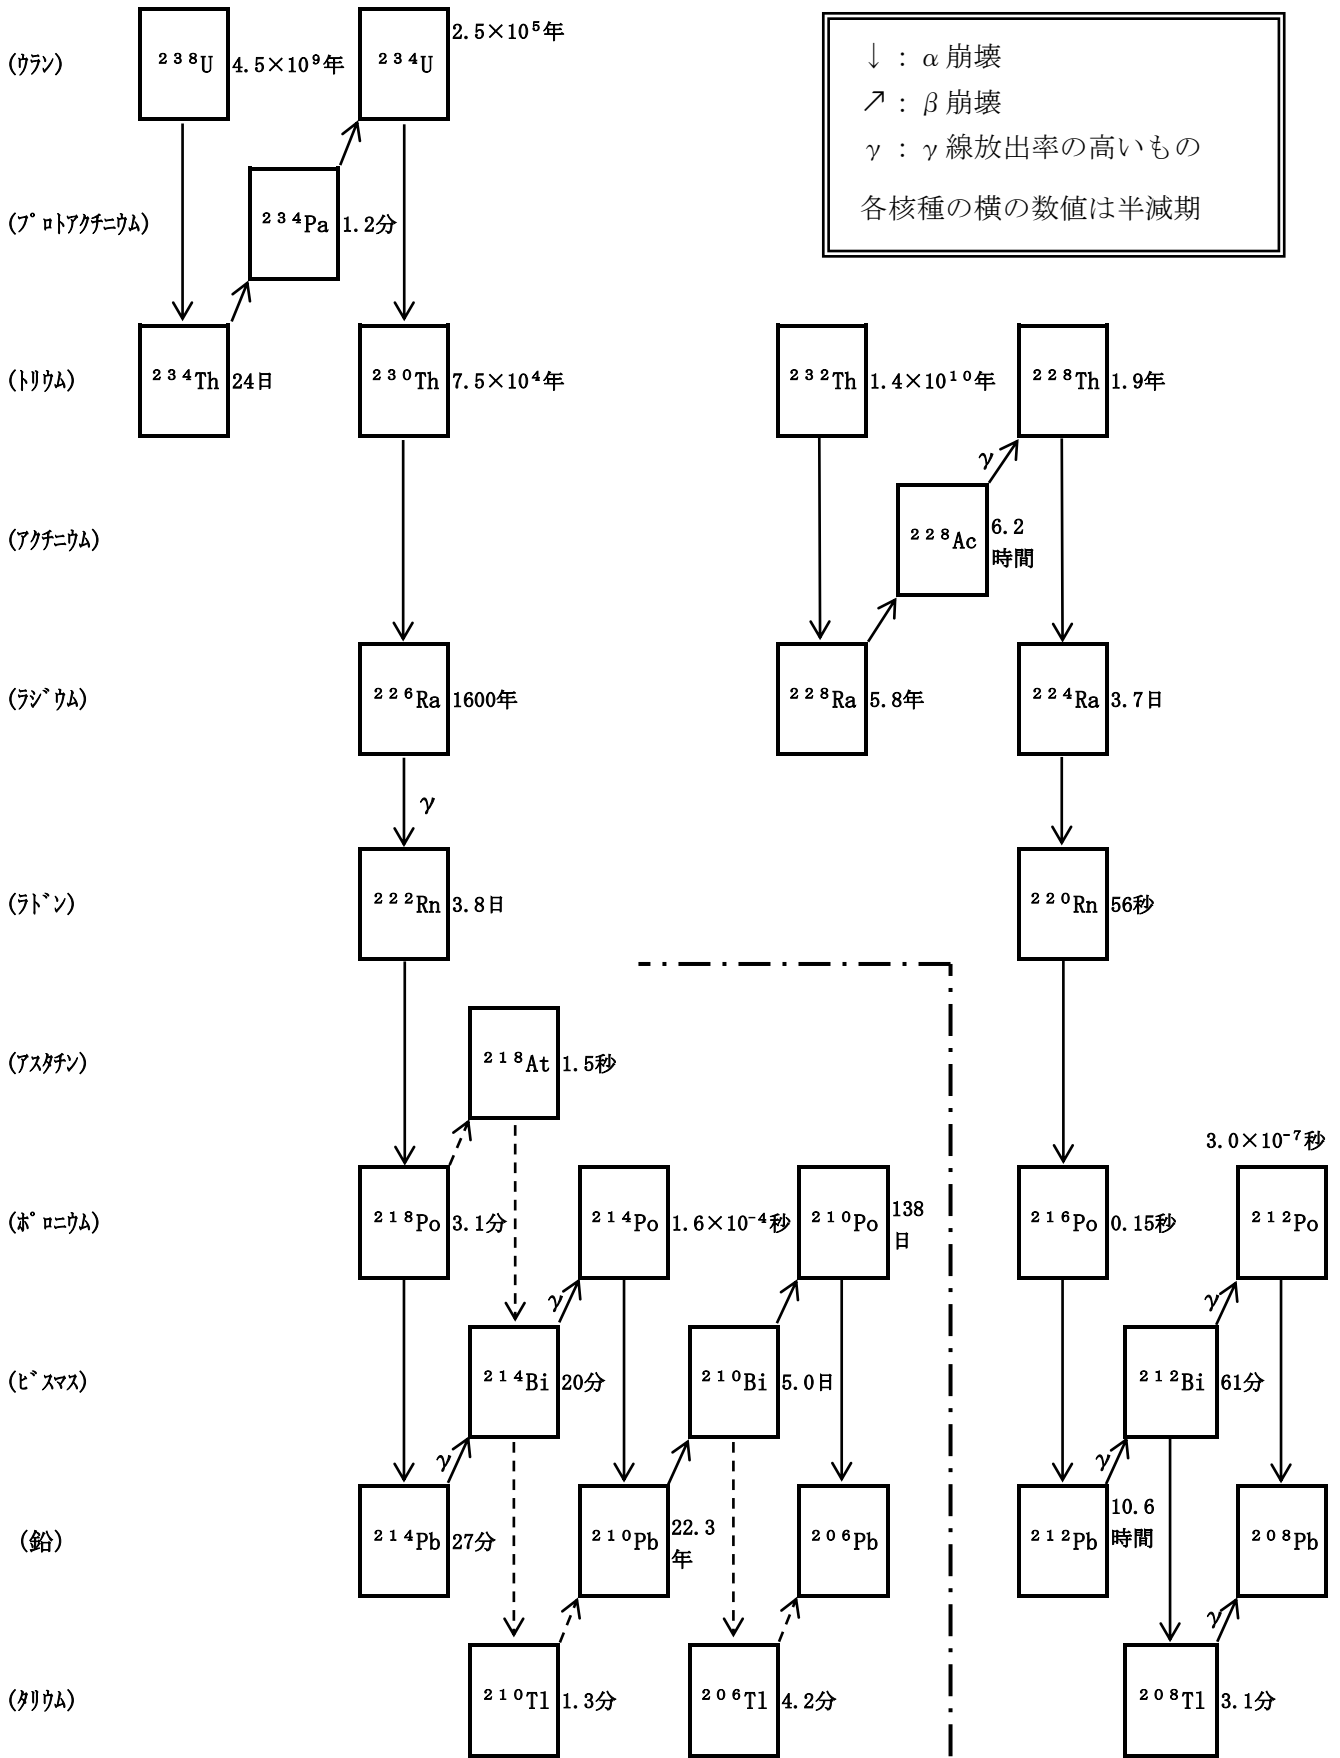 (ウラン)
²³⁸U 4.5×10⁹年
²³⁴U 2.5×10⁵年
↓ : α 崩壊
↗ : β 崩壊
γ : γ 線放出率の高いもの
各核種の横の数値は半減期
(プロトアクチニウム)
²³⁴Pa 1.2分
(トリウム)
²³⁴Th 24日
²³⁰Th 7.5×10⁴年
²³²Th 1.4×10¹⁰年
²²⁸Th 1.9年
γ
(アクチニウム)
²²⁸Ac 6.2
時間
(ラジウム)
²²⁶Ra 1600年
²²⁸Ra 5.8年
²²⁴Ra 3.7日
γ
(ラドン)
²²²Rn 3.8日
²²⁰Rn 56秒
(アスタチン)
²¹⁸At 1.5秒
(ポロニウム)
²¹⁸Po 3.1分
²¹⁴Po 1.6×10⁻⁴秒
²¹⁰Po 138
日
²¹⁶Po 0.15秒
3.0×10⁻⁷秒
²¹²Po
γ
γ
(ビスマス)
²¹⁴Bi 20分
²¹⁰Bi 5.0日
²¹²Bi 61分
γ
γ
(鉛)
²¹⁴Pb 27分
²¹⁰Pb 22.3
年
²⁰⁶Pb
²¹²Pb 10.6
時間
²⁰⁸Pb
γ
(タリウム)
²¹⁰Tl 1.3分
²⁰⁶Tl 4.2分
²⁰⁸Tl 3.1分